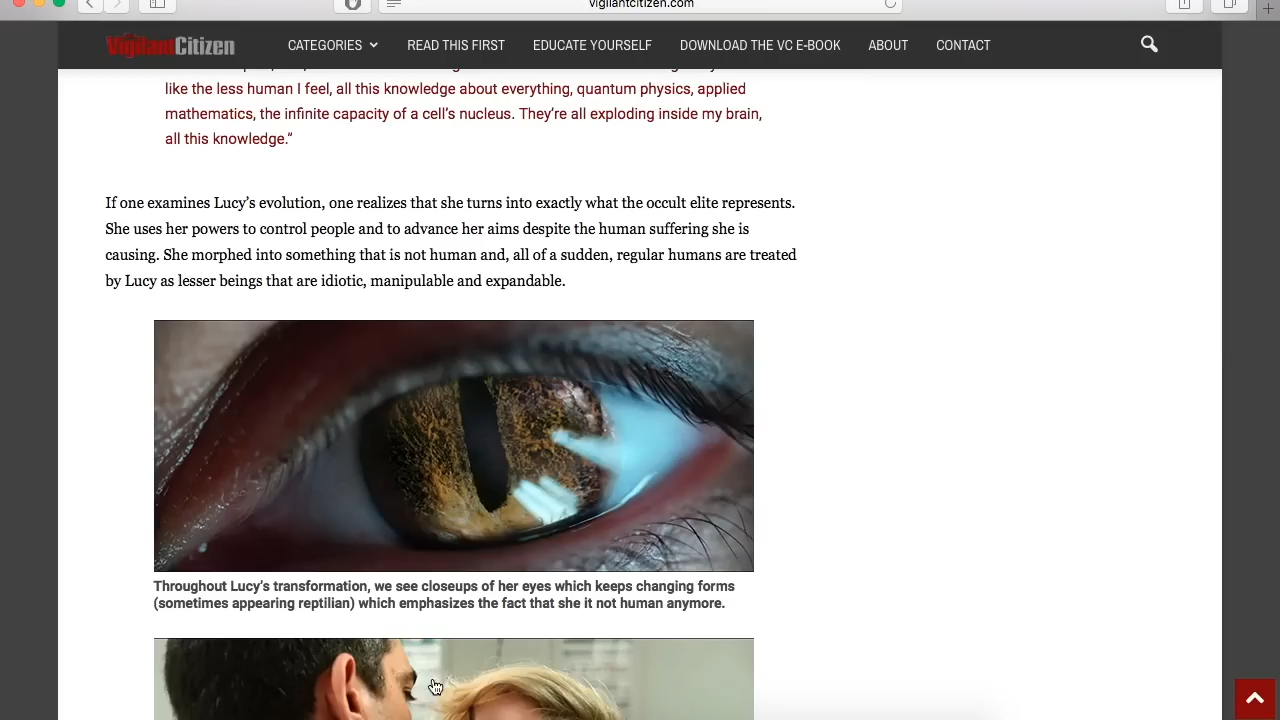 vigilantcitizen.com
VigilantCitizen CATEGORIES READ THIS FIRST EDUCATE YOURSELF DOWNLOAD THE VC E-BOOK ABOUT CONTACT
like the less human I feel, all this knowledge about everything, quantum physics, applied
mathematics, the infinite capacity of a cell's nucleus. They're all exploding inside my brain,
all this knowledge.”
If one examines Lucy's evolution, one realizes that she turns into exactly what the occult elite represents.
She uses her powers to control people and to advance her aims despite the human suffering she is
causing. She morphed into something that is not human and, all of a sudden, regular humans are treated
by Lucy as lesser beings that are idiotic, manipulable and expandable.
Throughout Lucy's transformation, we see closeups of her eyes which keeps changing forms
(sometimes appearing reptilian) which emphasizes the fact that she it not human anymore.